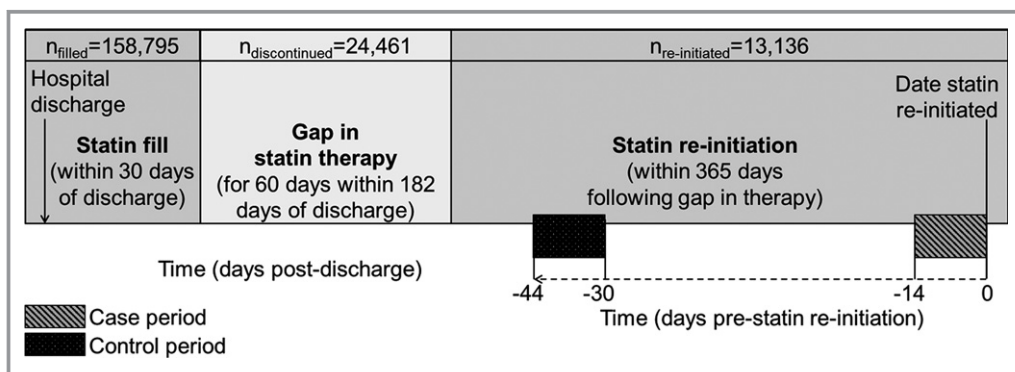 n_filled=158,795
n_discontinued=24,461
n_re-initiated=13,136
Hospital
discharge
Statin fill
(within 30 days
of discharge)
Gap in
statin therapy
(for 60 days within 182
days of discharge)
Date statin
re-initiated
Statin re-initiation
(within 365 days
following gap in therapy)
Time (days post-discharge)
-44 -30 -14 0
Time (days pre-statin re-initiation)
Case period
Control period